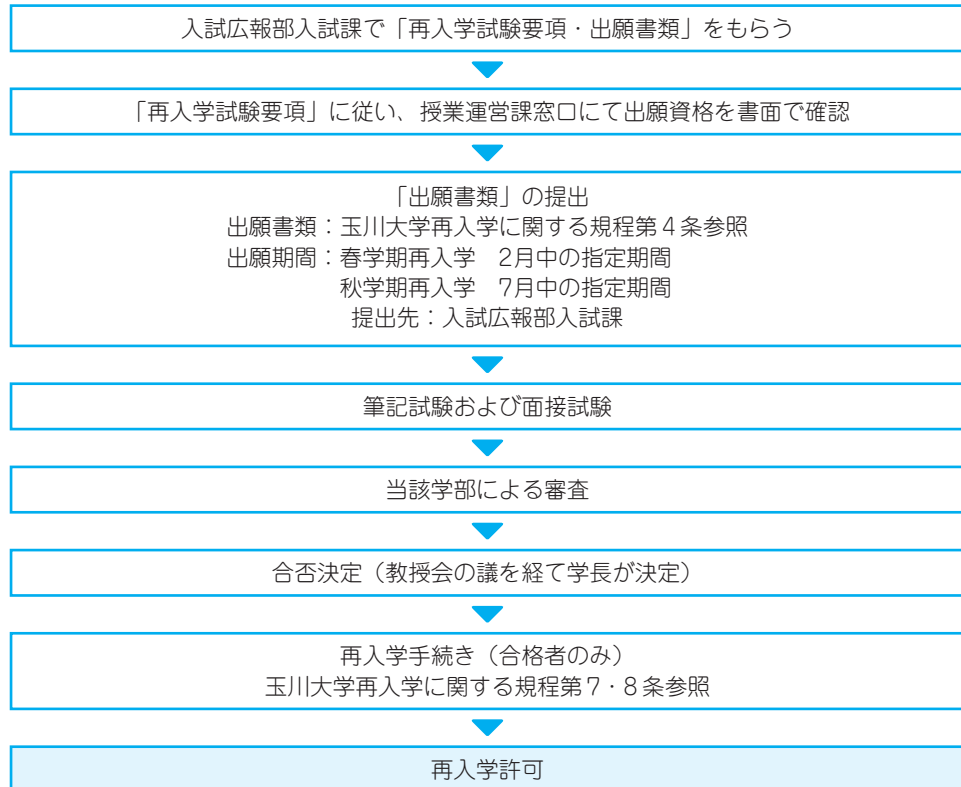 入試広報部入試課で「再入学試験要項・出願書類」をもらう
「再入学試験要項」に従い、授業運営課窓口にて出願資格を書面で確認
「出願書類」の提出
出願書類：玉川大学再入学に関する規程第4条参照
出願期間：春学期再入学　2月中の指定期間
秋学期再入学　7月中の指定期間
提出先：入試広報部入試課
筆記試験および面接試験
当該学部による審査
合否決定（教授会の議を経て学長が決定）
再入学手続き（合格者のみ）
玉川大学再入学に関する規程第7・8条参照
再入学許可